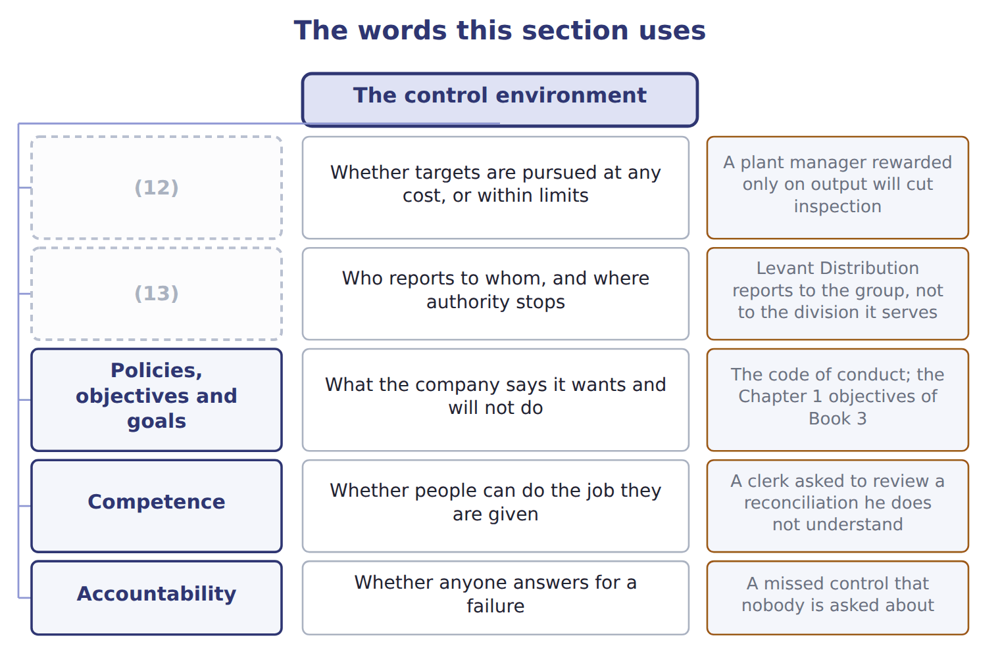 The words this section uses
The control environment
(12)
Whether targets are pursued at any
cost, or within limits
A plant manager rewarded
only on output will cut
inspection
(13)
Who reports to whom, and where
authority stops
Levant Distribution
reports to the group, not
to the division it serves
Policies,
objectives and
goals
What the company says it wants and
will not do
The code of conduct; the
Chapter 1 objectives of
Book 3
Competence
Whether people can do the job they
are given
A clerk asked to review a
reconciliation he does
not understand
Accountability
Whether anyone answers for a
failure
A missed control that
nobody is asked about